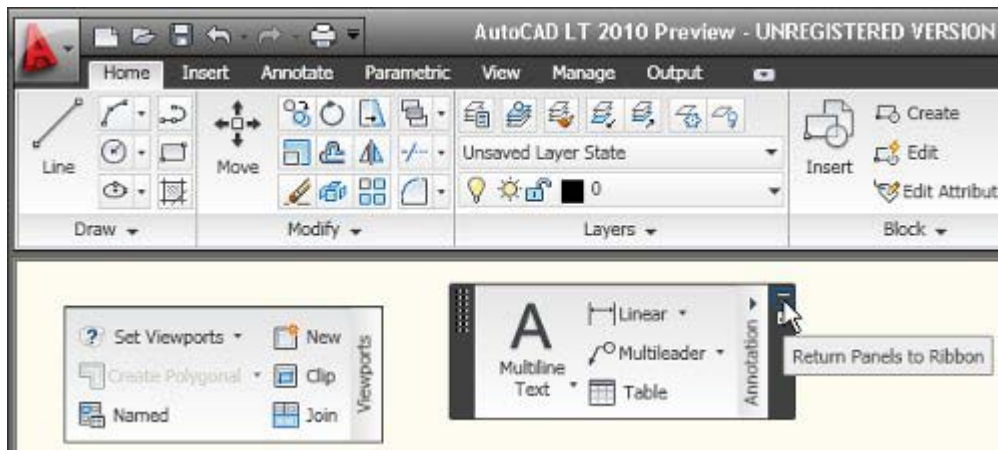 AutoCAD LT 2010 Preview - UNREGISTERED VERSION
Home Insert Annotate Parametric View Manage Output
Line
Move
Unsaved Layer State
0
Insert
Create
Edit
Edit Attribut
Draw
Modify
Layers
Block
Set Viewports
Create Polygonal
Named
New
Clip
Join
Viewports
A
Multiline
Text
Linear
Multileader
Table
Annotation
Return Panels to Ribbon